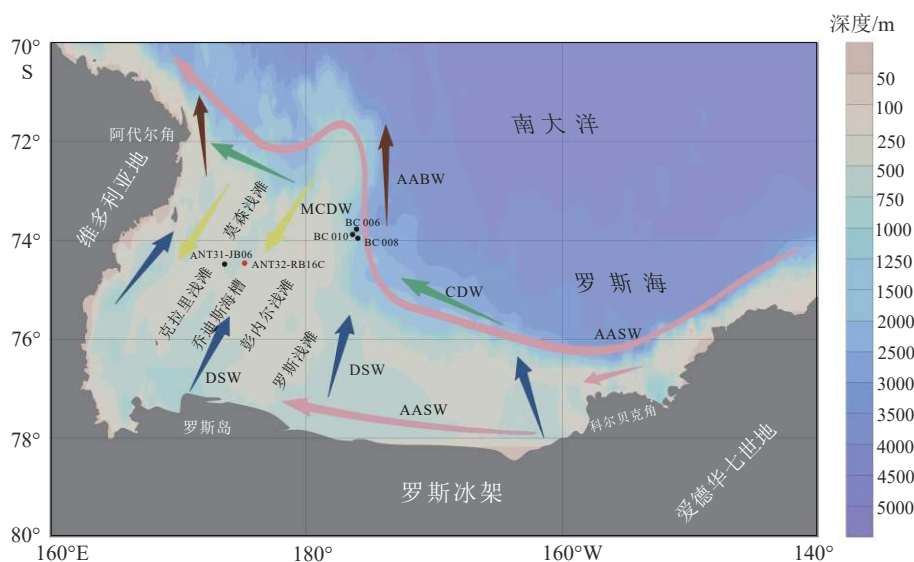 深度/m
70°
S
72°
74°
76°
78°
80°
160°E
180°
160°W
140°
50
100
250
500
750
1000
1250
1500
2000
2500
3000
3500
4000
4500
5000
南大洋
阿代尔角
维多利亚地
AABW
莫森浅滩
MCDW
BC 006
BC 010
BC 008
ANT31-JB06
ANT32-RB16C
罗斯海
CDW
克拉里浅滩
乔迪斯海槽
彭内尔浅滩
罗斯浅滩
AASW
DSW
DSW
AASW
罗斯岛
科尔贝克角
罗斯冰架
爱德华七世地